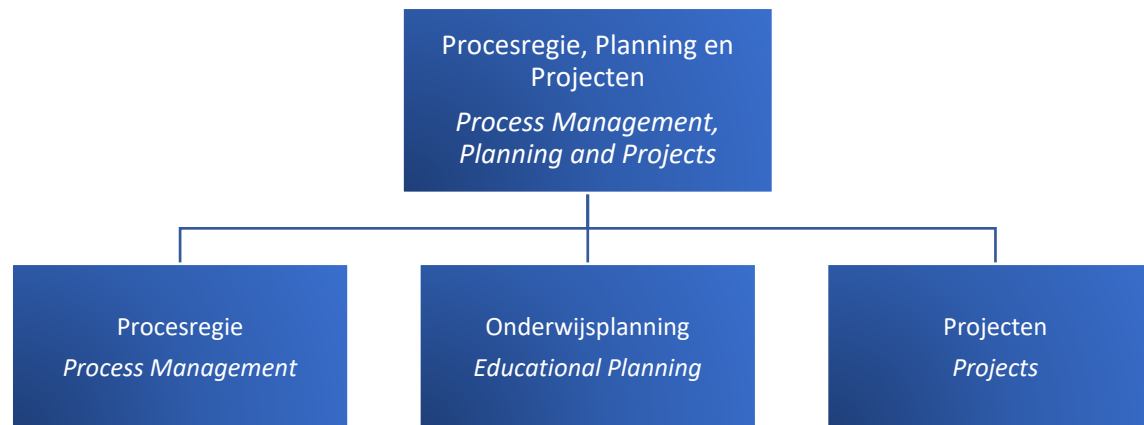 Procesregie, Planning en
Projecten
Process Management,
Planning and Projects
Procesregie
Process Management
Onderwijsplanning
Educational Planning
Projecten
Projects